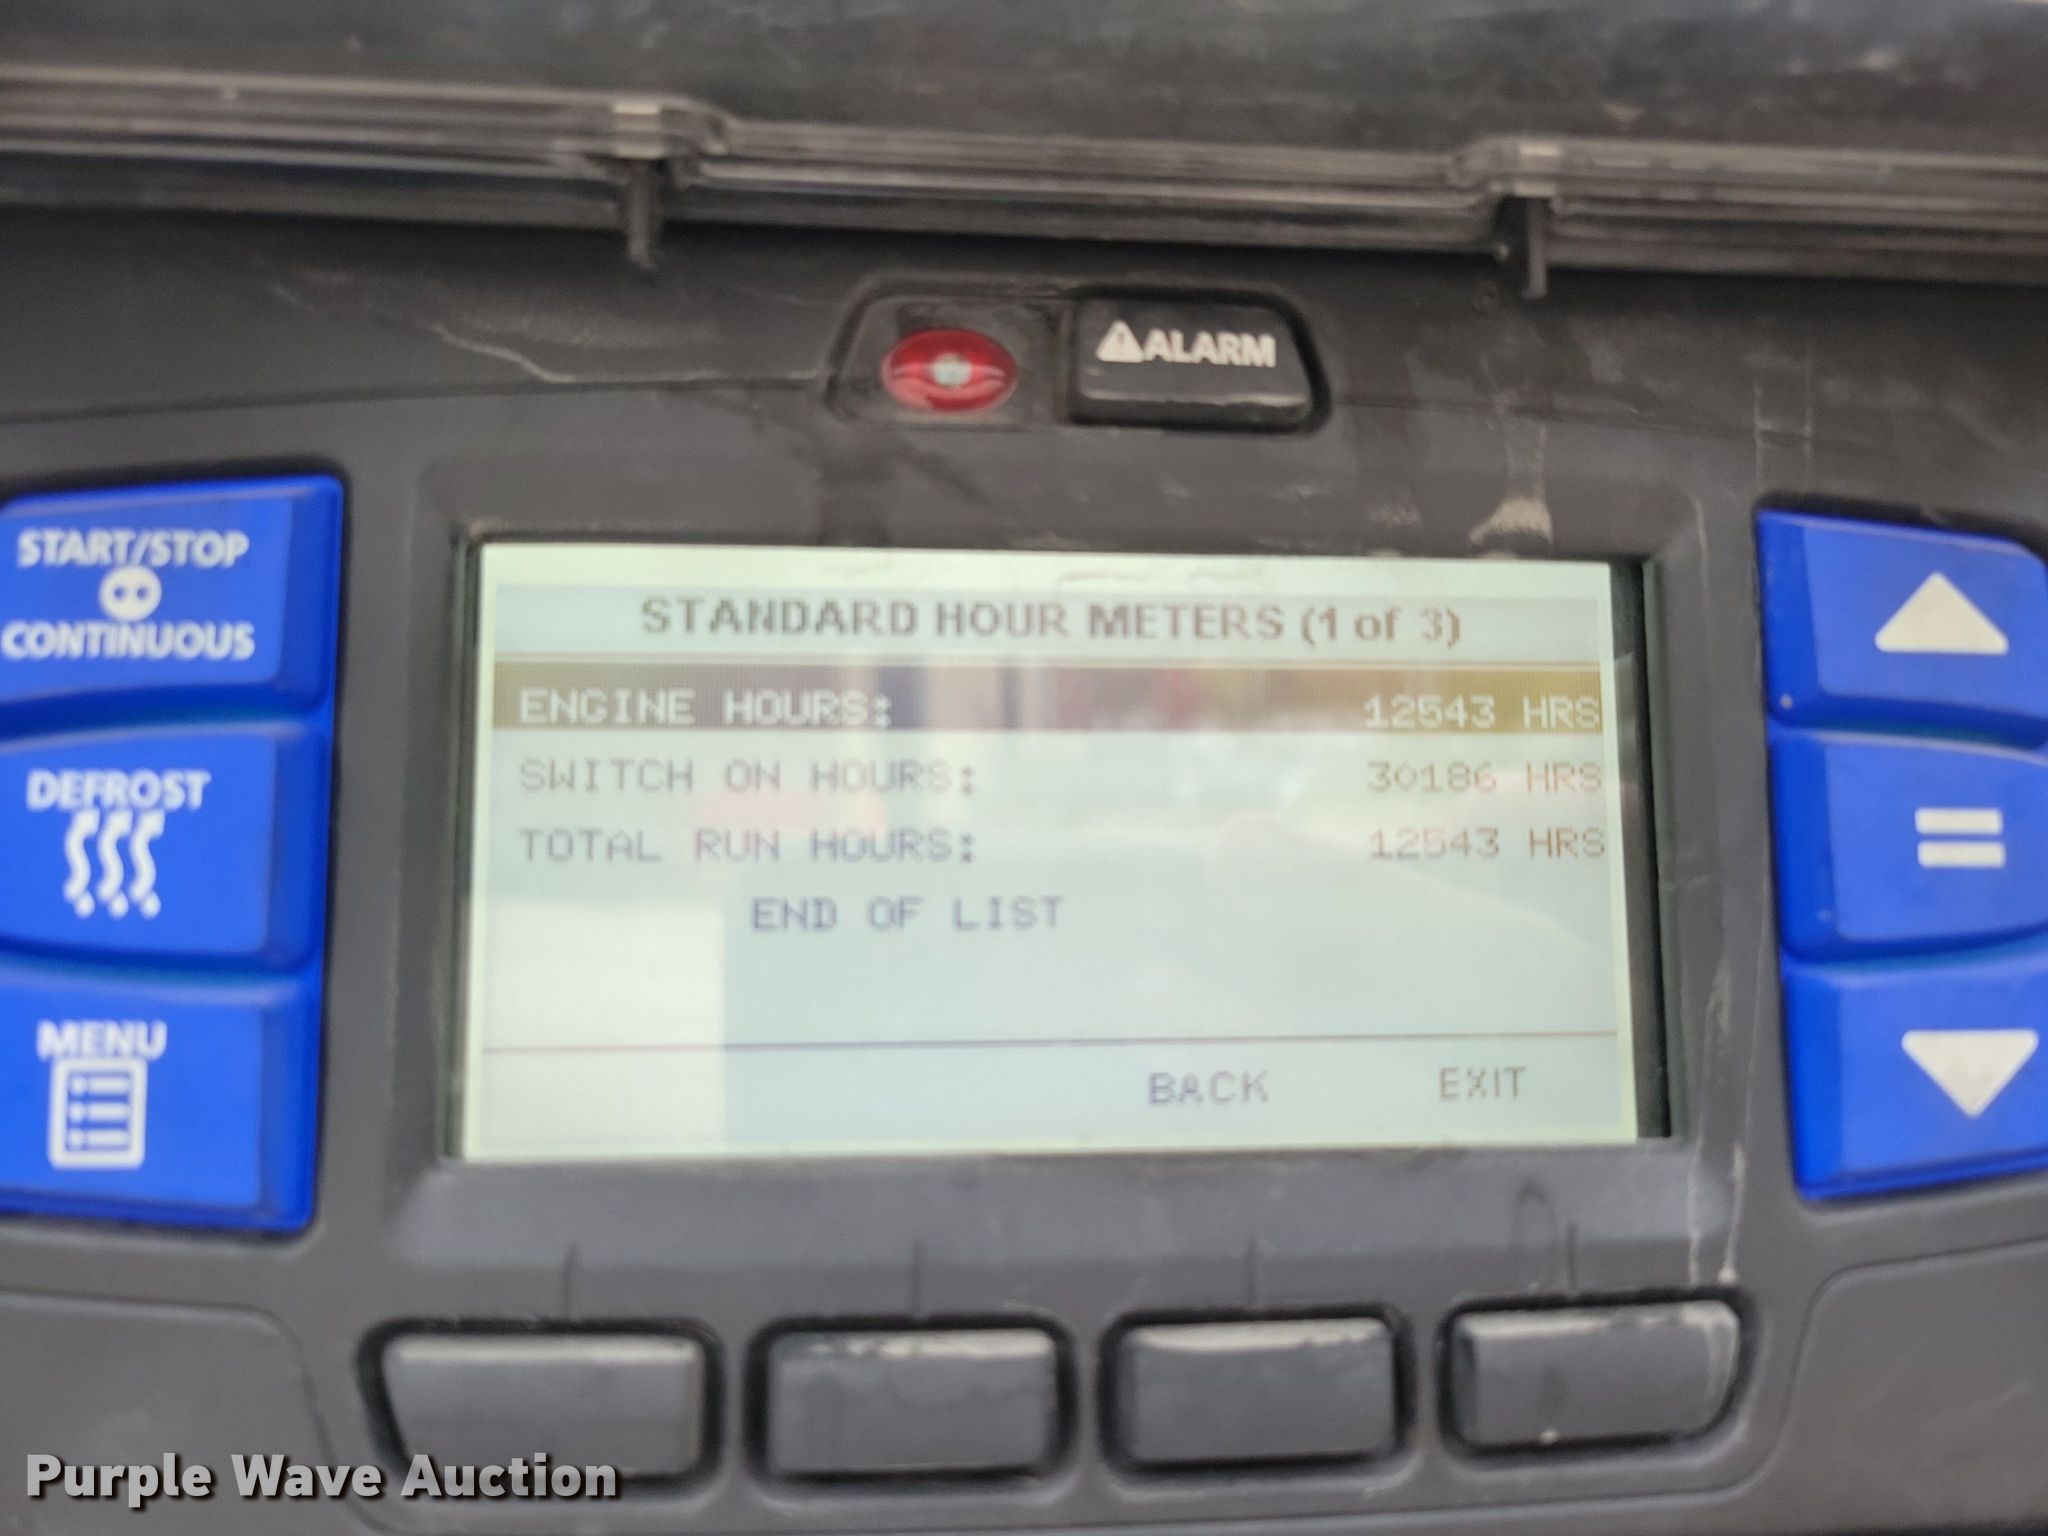 ALARM
START/STOP
CONTINUOUS
DEFROST
MENU
STANDARD HOUR METERS (1 of 3)
ENGINE HOURS: 12543 HRS
SWITCH ON HOURS: 30186 HRS
TOTAL RUN HOURS: 12543 HRS
END OF LIST
BACK EXIT
Purple Wave Auction